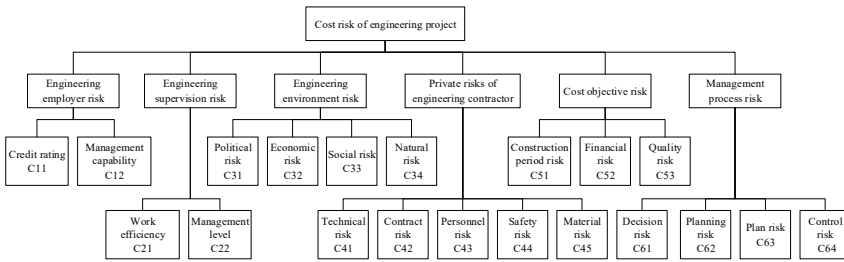 Cost risk of engineering project
Engineering
employer risk
Engineering
supervision risk
Engineering
environment risk
Private risks of
engineering contractor
Cost objective risk
Management
process risk
Credit rating
C11
Management
capability
C12
Political
risk
C31
Economic
risk
C32
Social risk
C33
Natural
risk
C34
Construction
period risk
C51
Financial
risk
C52
Quality
risk
C53
Work
efficiency
C21
Management
level
C22
Technical
risk
C41
Contract
risk
C42
Personnel
risk
C43
Safety
risk
C44
Material
risk
C45
Decision
risk
C61
Planning
risk
C62
Plan risk
C63
Control
risk
C64